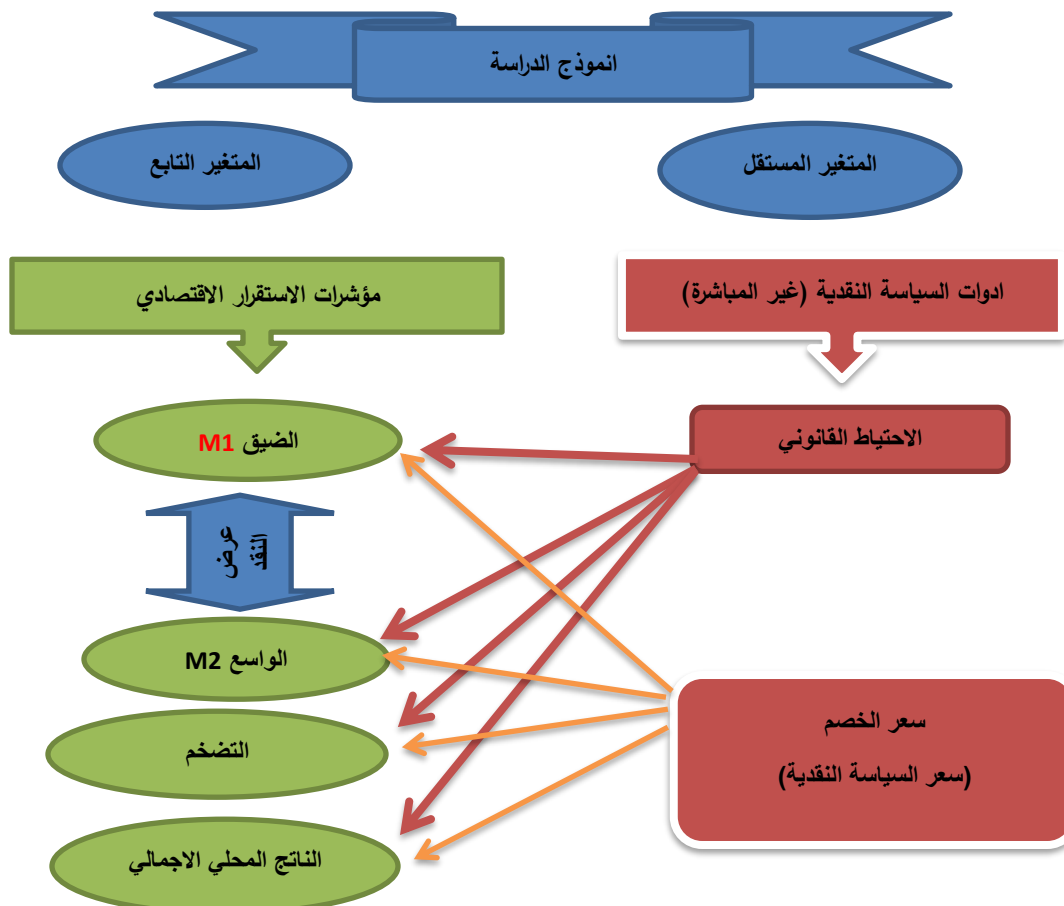 انموذج الدراسة
المتغير المستقل
المتغير التابع
ادوات السياسة النقدية (غير المباشرة)
مؤشرات الاستقرار الاقتصادي
الاحتياط القانوني
الضيق M1
عرض
النقد
الواسع M2
سعر الخصم
(سعر السياسة النقدية)
التضخم
الناتج المحلي الاجمالي